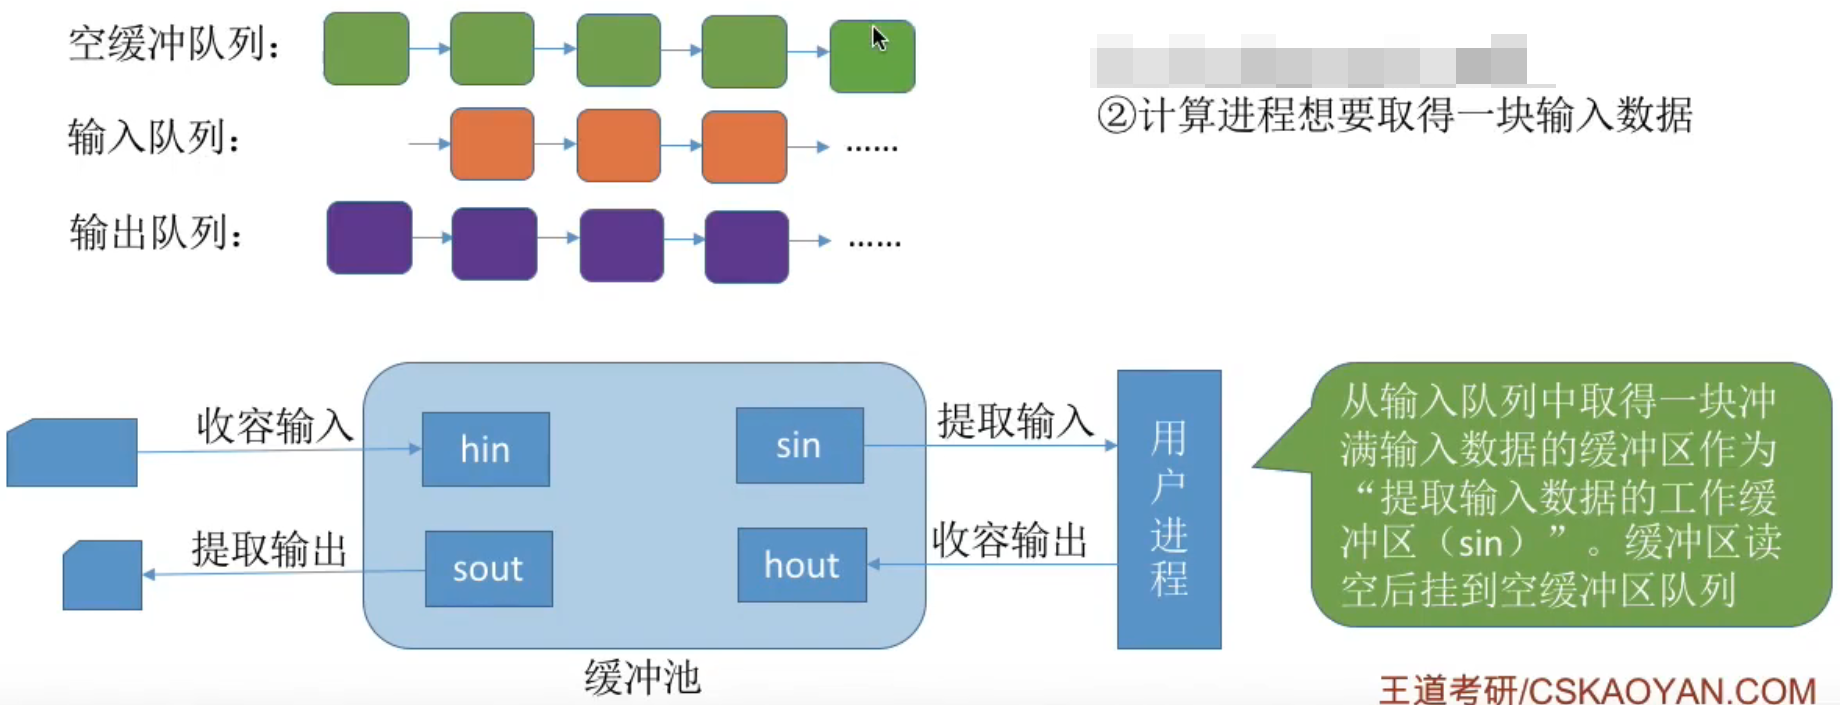 空缓冲队列：
②计算进程想要取得一块输入数据
输入队列：
……
输出队列：
……
收容输入
hin
sin
提取输入
提取输出
sout
hout
收容输出
用户进程
缓冲池
从输入队列中取得一块冲
满输入数据的缓冲区作为
“提取输入数据的工作缓
冲区（sin）”。缓冲区读
空后挂到空缓冲区队列
王道考研/CSKAOYAN.COM